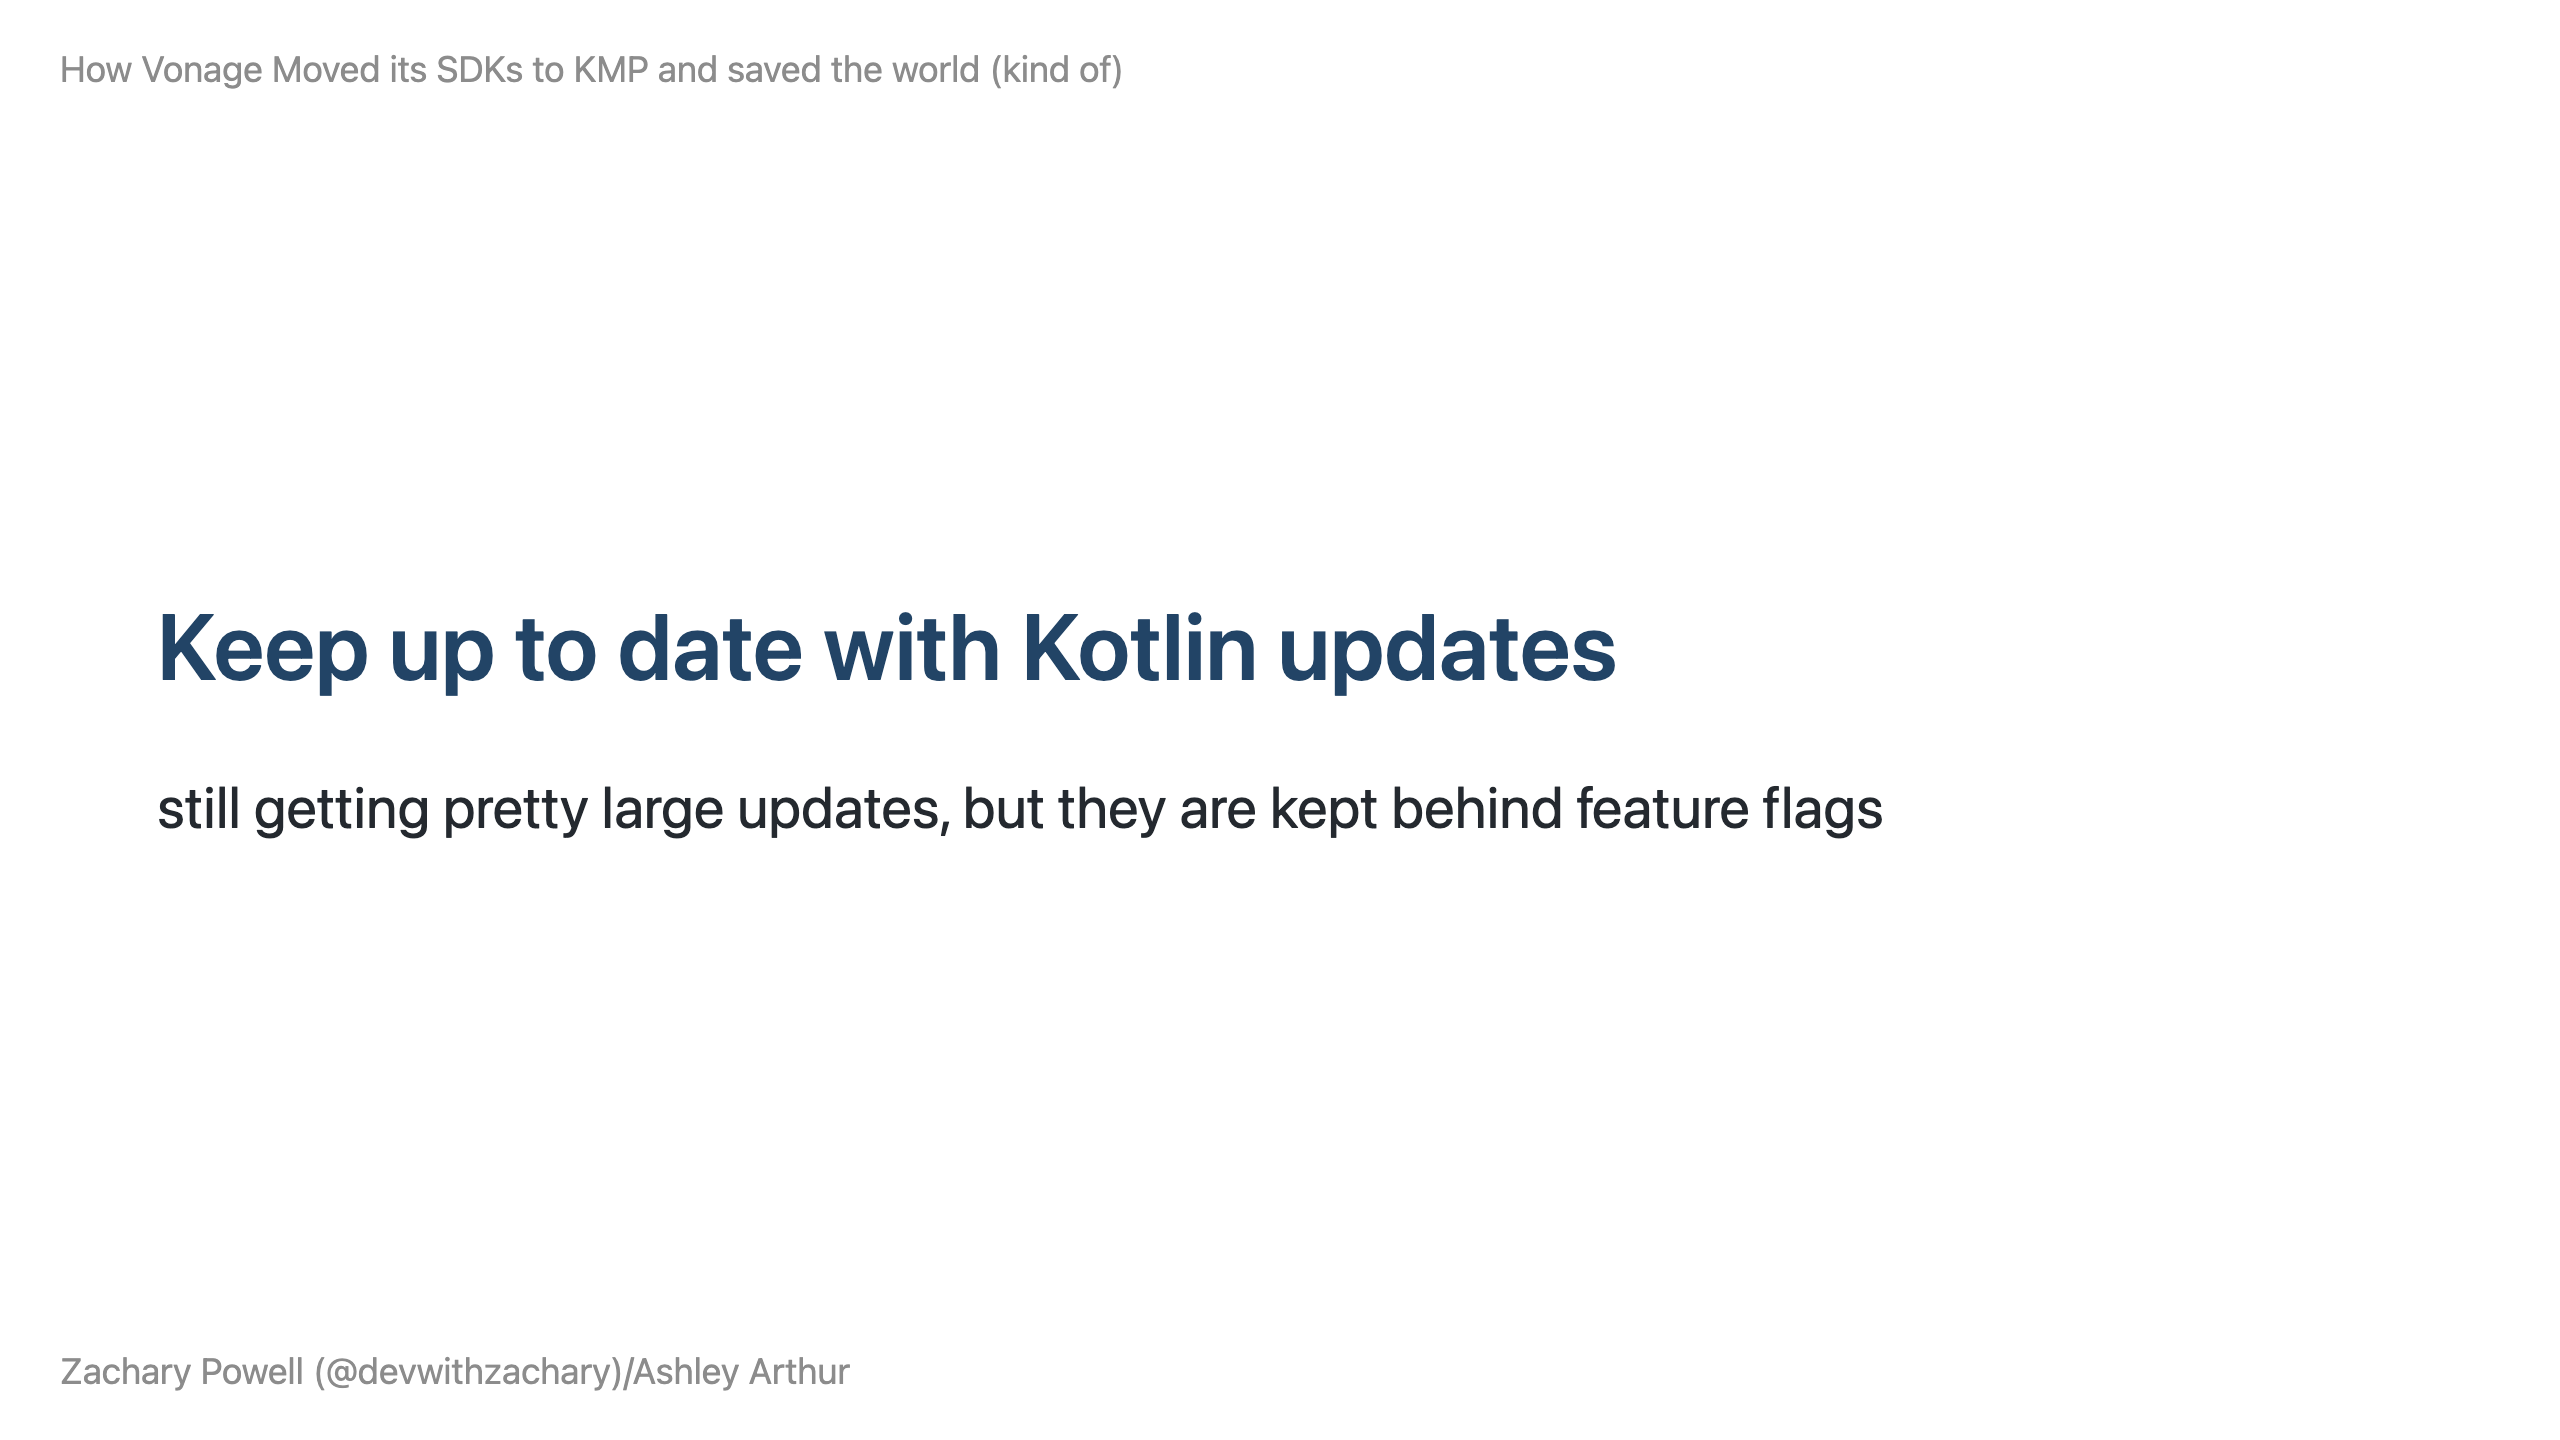 How Vonage Moved its SDKs to KMP and saved the world (kind of)
Keep up to date with Kotlin updates
still getting pretty large updates, but they are kept behind feature flags
Zachary Powell (@devwithzachary)/Ashley Arthur